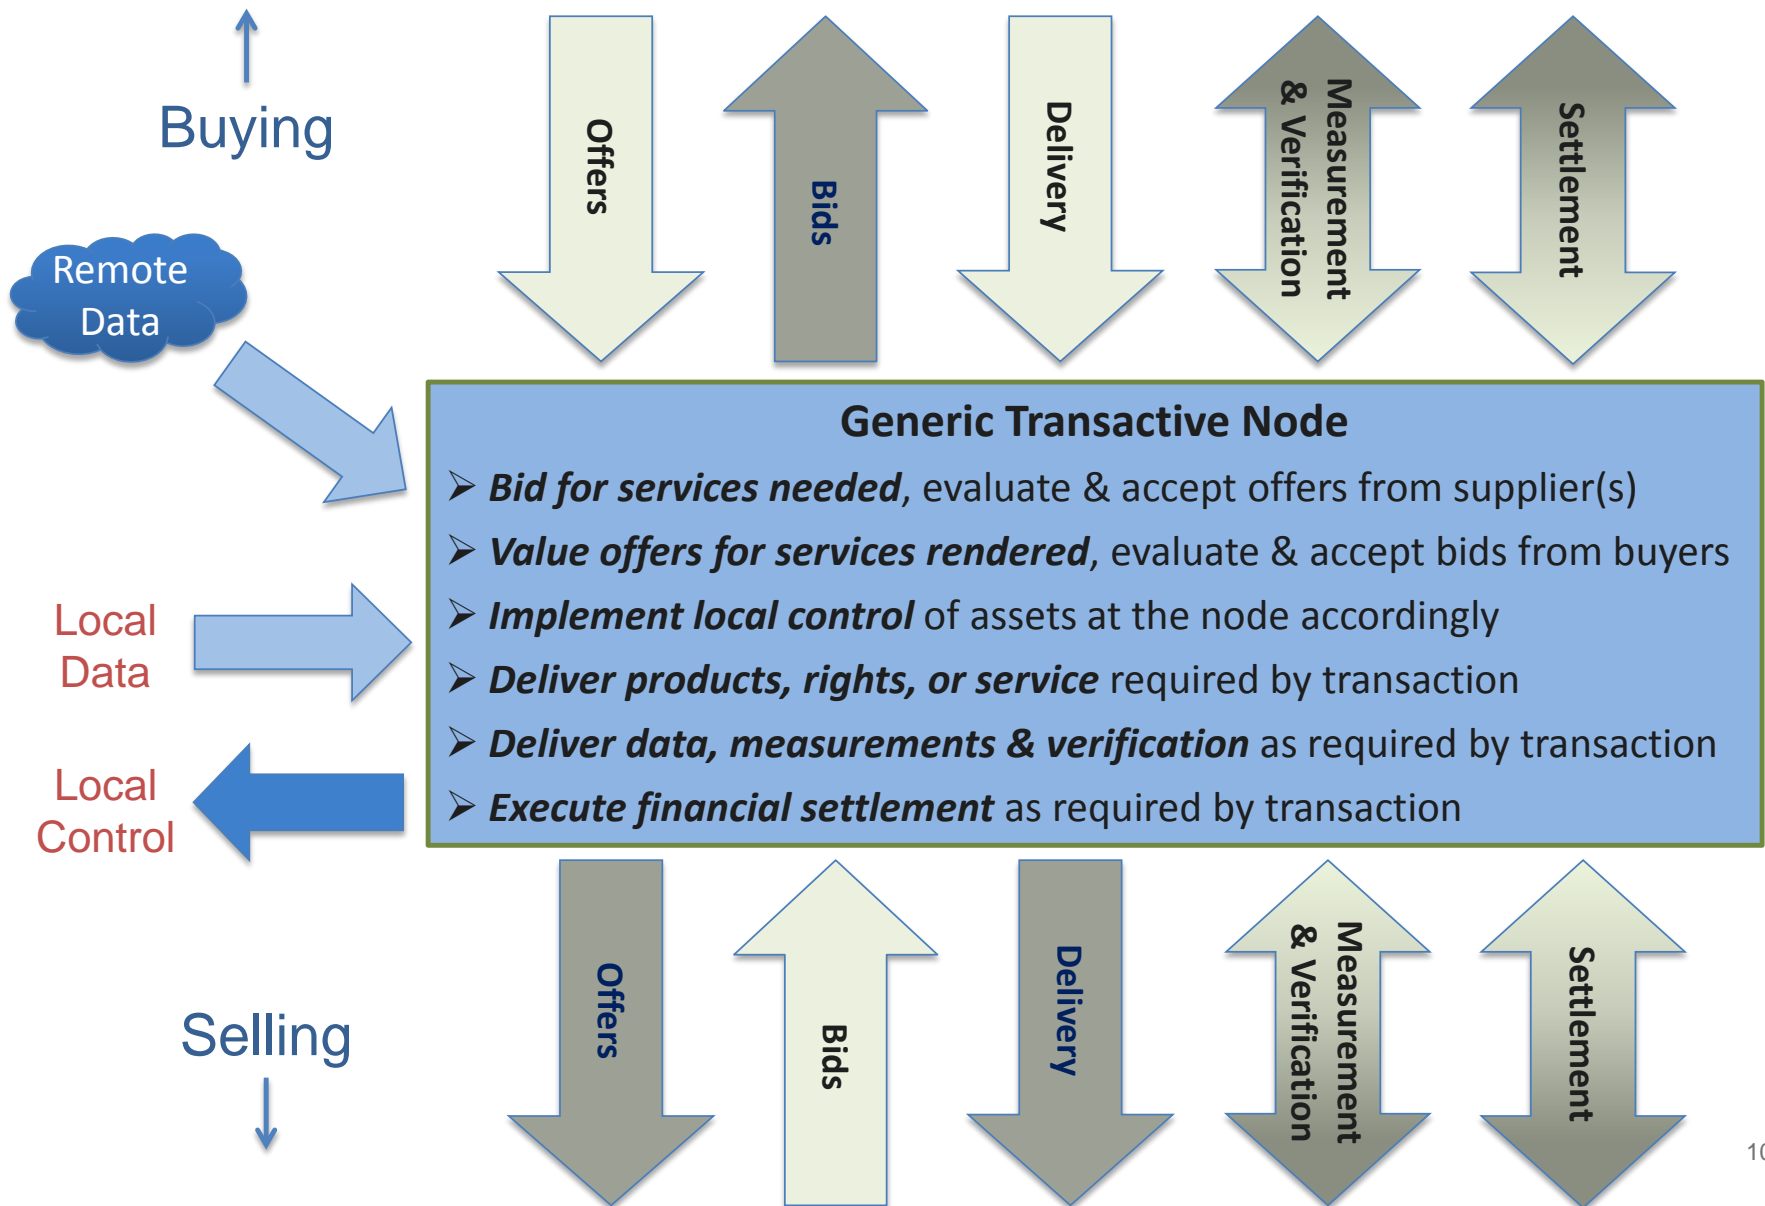 Buying
Offers
Bids
Delivery
Measurement
& Verification
Settlement
Remote
Data
Generic Transactive Node
➢ Bid for services needed, evaluate & accept offers from supplier(s)
➢ Value offers for services rendered, evaluate & accept bids from buyers
➢ Implement local control of assets at the node accordingly
➢ Deliver products, rights, or service required by transaction
➢ Deliver data, measurements & verification as required by transaction
➢ Execute financial settlement as required by transaction
Local
Data
Local
Control
Offers
Bids
Delivery
Measurement
& Verification
Settlement
Selling
10